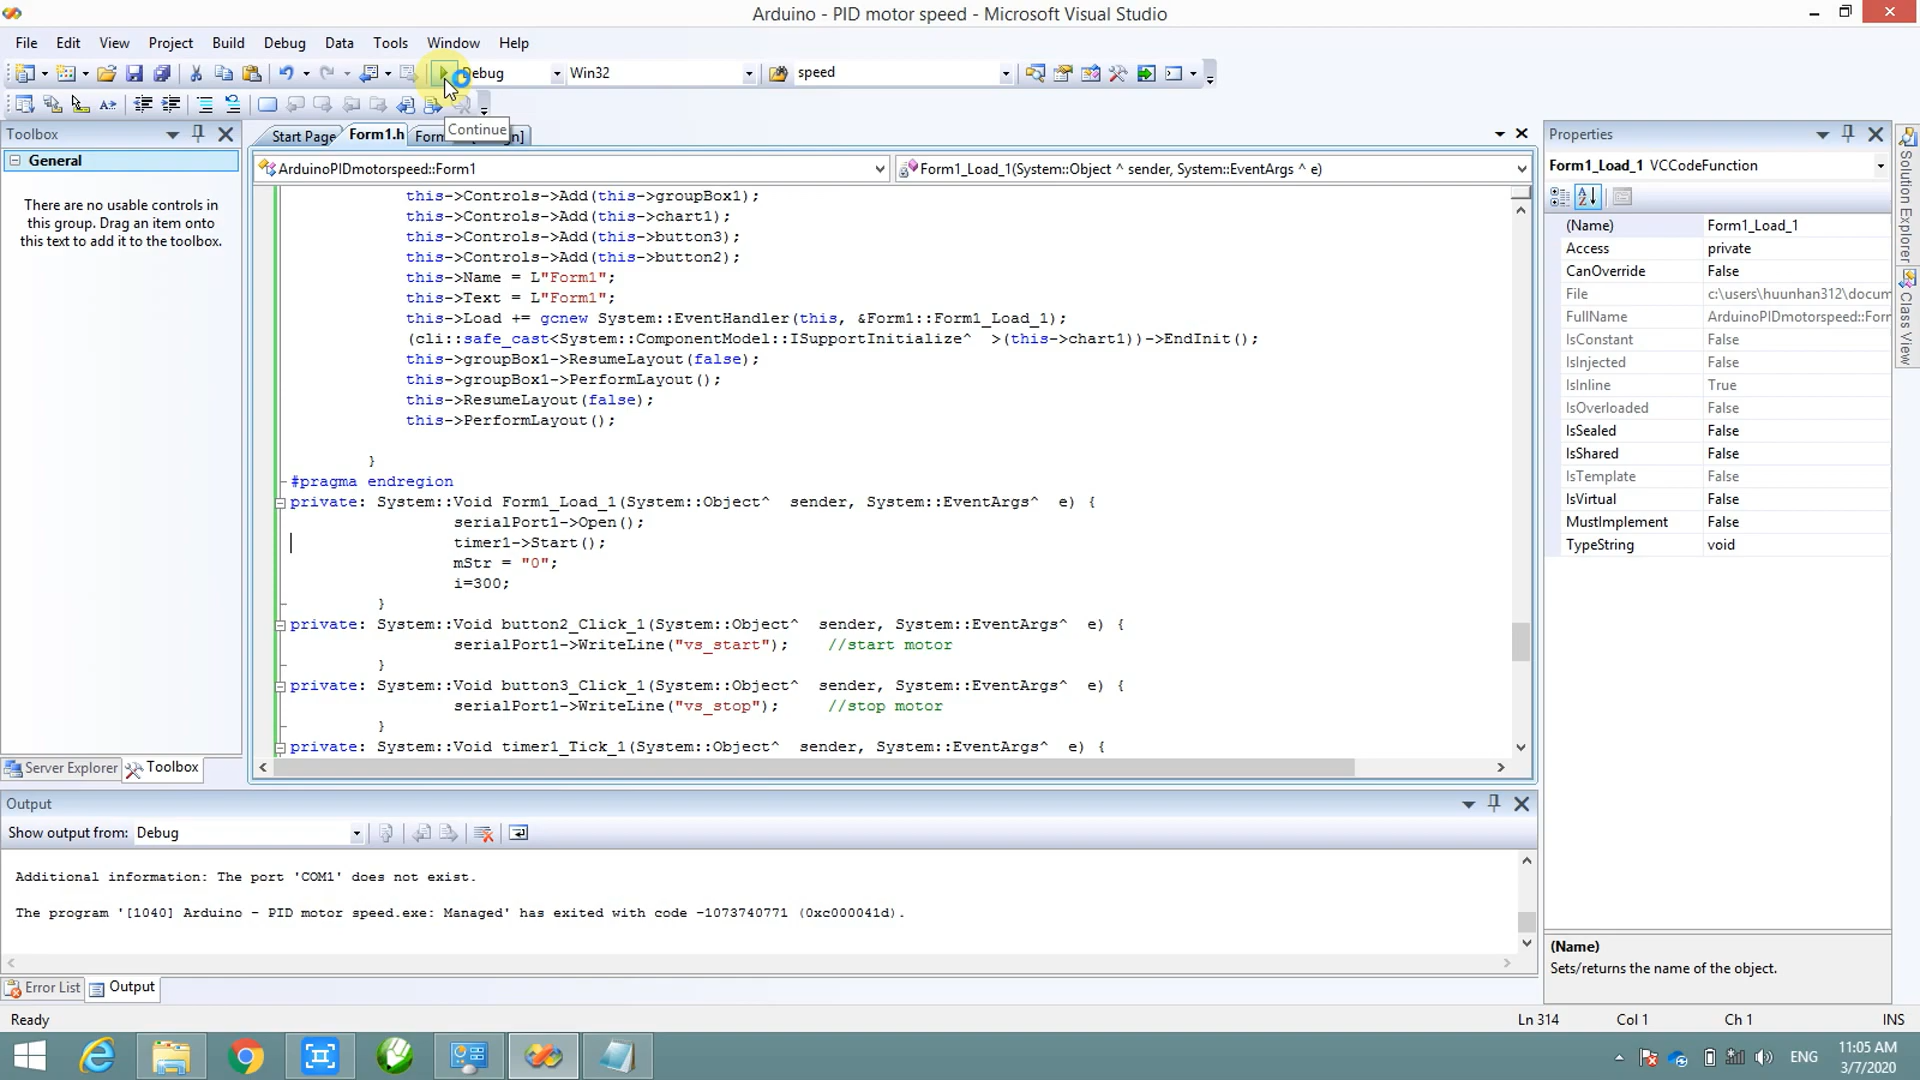 Arduino - PID motor speed - Microsoft Visual Studio
File Edit View Project Build Debug Data Tools Window Help
Debug Win32 speed
Continue
Toolbox
General
There are no usable controls in
this group. Drag an item onto
this text to add it to the toolbox.
Server Explorer Toolbox
Start Page Form1.h Form n]
ArduinoPIDmotorspeed::Form1 Form1_Load_1(System::Object ^ sender, System::EventArgs ^ e)
this->Controls->Add(this->groupBox1);
this->Controls->Add(this->chart1);
this->Controls->Add(this->button3);
this->Controls->Add(this->button2);
this->Name = L"Form1";
this->Text = L"Form1";
this->Load += gcnew System::EventHandler(this, &Form1::Form1_Load_1);
(cli::safe_cast<System::ComponentModel::ISupportInitialize^  >(this->chart1))->EndInit();
this->groupBox1->ResumeLayout(false);
this->groupBox1->PerformLayout();
this->ResumeLayout(false);
this->PerformLayout();
}
#pragma endregion
private: System::Void Form1_Load_1(System::Object^  sender, System::EventArgs^  e) {
serialPort1->Open();
timer1->Start();
mStr = "0";
i=300;
}
private: System::Void button2_Click_1(System::Object^  sender, System::EventArgs^  e) {
serialPort1->WriteLine("vs_start");    //start motor
}
private: System::Void button3_Click_1(System::Object^  sender, System::EventArgs^  e) {
serialPort1->WriteLine("vs_stop");     //stop motor
}
private: System::Void timer1_Tick_1(System::Object^  sender, System::EventArgs^  e) {
Properties
Form1_Load_1 VCCodeFunction
(Name) Form1_Load_1
Access private
CanOverride False
File c:\users\huunhan312\docum
FullName ArduinoPIDmotorspeed::Forr
IsConstant False
IsInjected False
IsInline True
IsOverloaded False
IsSealed False
IsShared False
IsTemplate False
IsVirtual False
MustImplement False
TypeString void
(Name)
Sets/returns the name of the object.
Solution Explorer
Class View
Output
Show output from: Debug
Additional information: The port 'COM1' does not exist.
The program '[1040] Arduino - PID motor speed.exe: Managed' has exited with code -1073740771 (0xc000041d).
Error List Output
Ready Ln 314 Col 1 Ch 1 INS
ENG 11:05 AM
3/7/2020